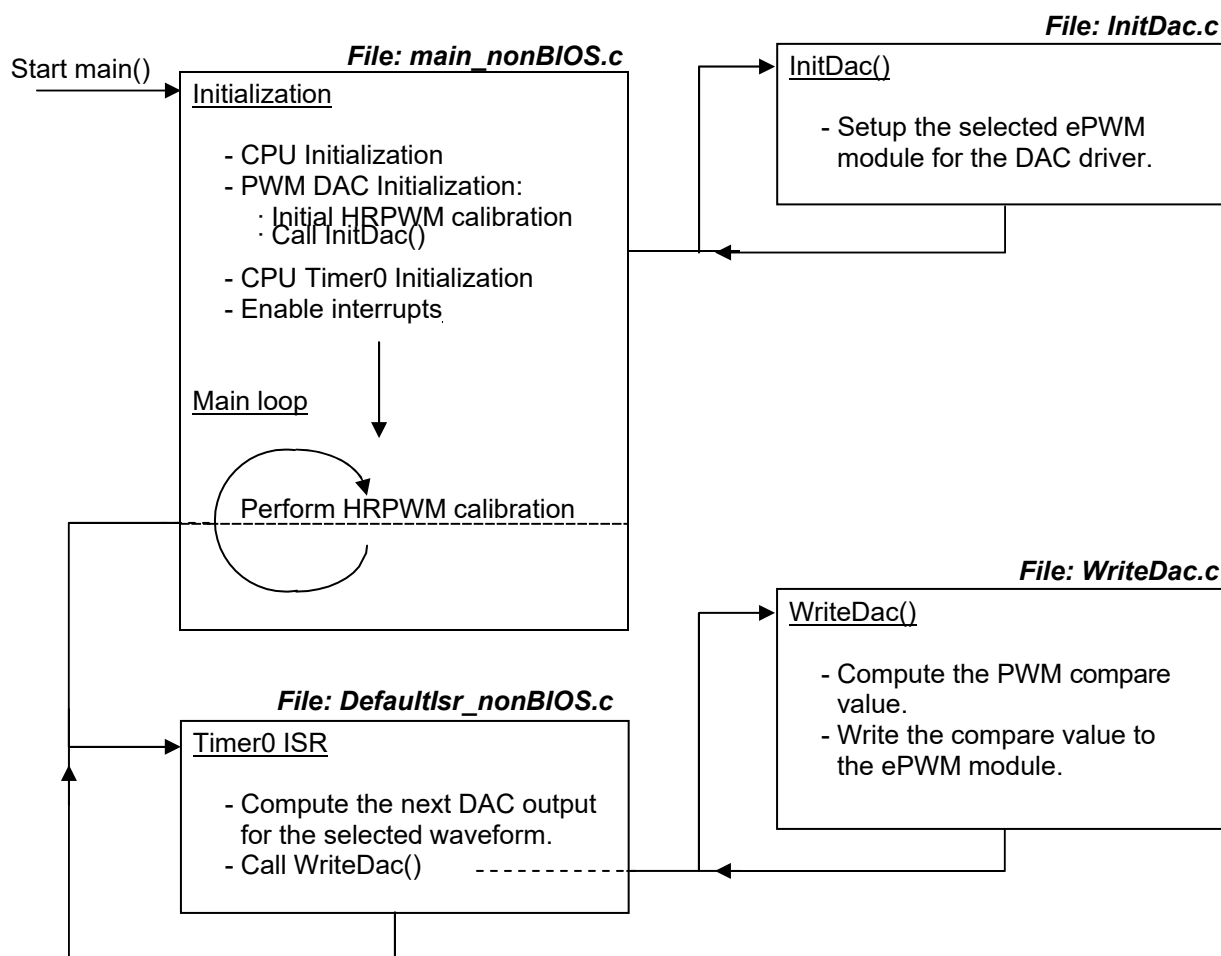 File: InitDac.c
File: main_nonBIOS.c
Start main()
Initialization
- CPU Initialization
- PWM DAC Initialization:
· Initial HRPWM calibration
· Call InitDac()
- CPU Timer0 Initialization
- Enable interrupts
Main loop
Perform HRPWM calibration
InitDac()
- Setup the selected ePWM
module for the DAC driver.
File: WriteDac.c
WriteDac()
- Compute the PWM compare
value.
- Write the compare value to
the ePWM module.
File: DefaultIsr_nonBIOS.c
Timer0 ISR
- Compute the next DAC output
for the selected waveform.
- Call WriteDac()